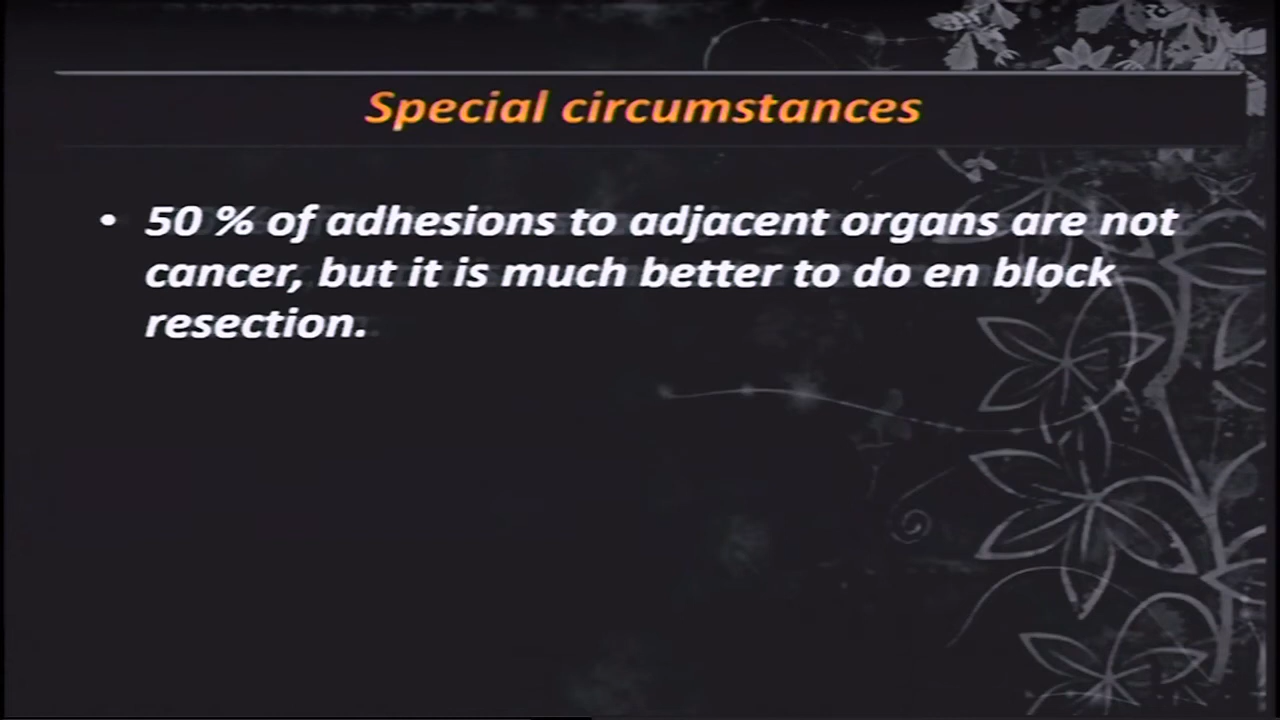 Special circumstances
• 50 % of adhesions to adjacent organs are not
cancer, but it is much better to do en block
resection.